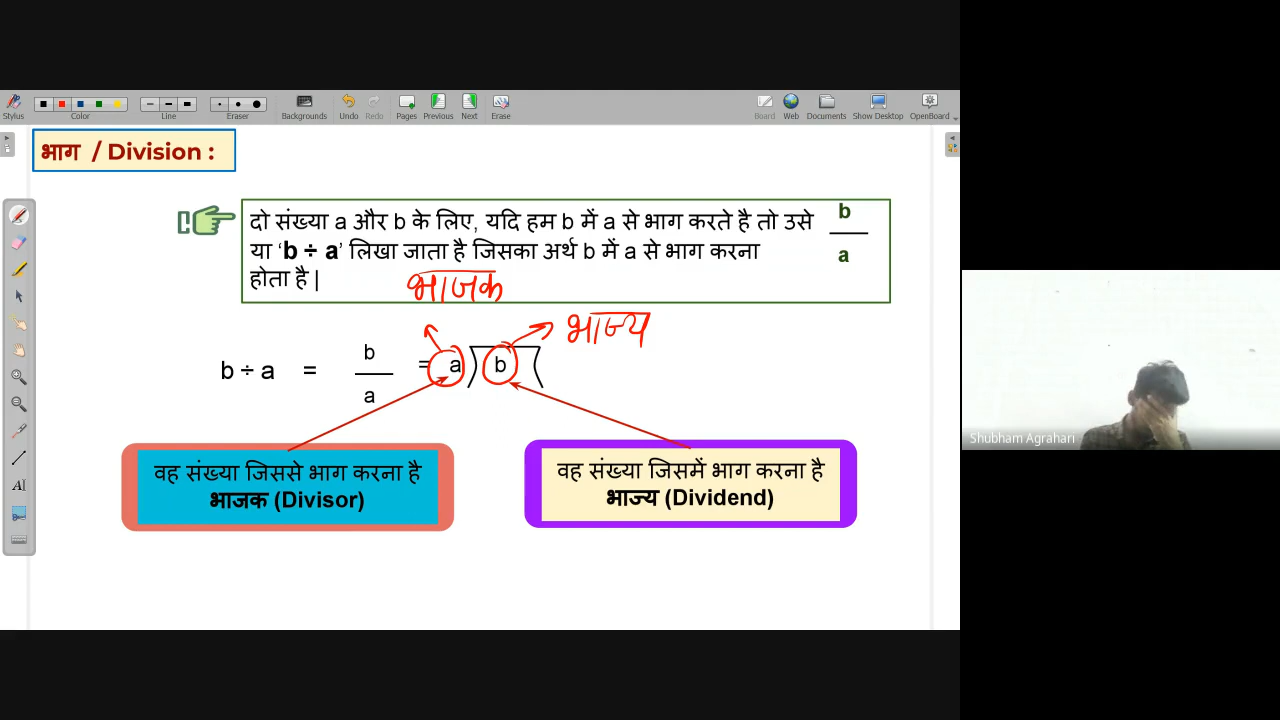 Stylus
Color
Line
Eraser
Backgrounds
Undo
Redo
Pages
Previous
Next
Erase
Board
Web
Documents
Show Desktop
OpenBoard
भाग / Division :
दो संख्या a और b के लिए, यदि हम b में a से भाग करते है तो उसे b/a
या ‘b ÷ a’ लिखा जाता है जिसका अर्थ b में a से भाग करना
होता है |
भाजक
भाज्य
b ÷ a = b/a = a) b (
वह संख्या जिससे भाग करना है
भाजक (Divisor)
वह संख्या जिसमें भाग करना है
भाज्य (Dividend)
Shubham Agrahari